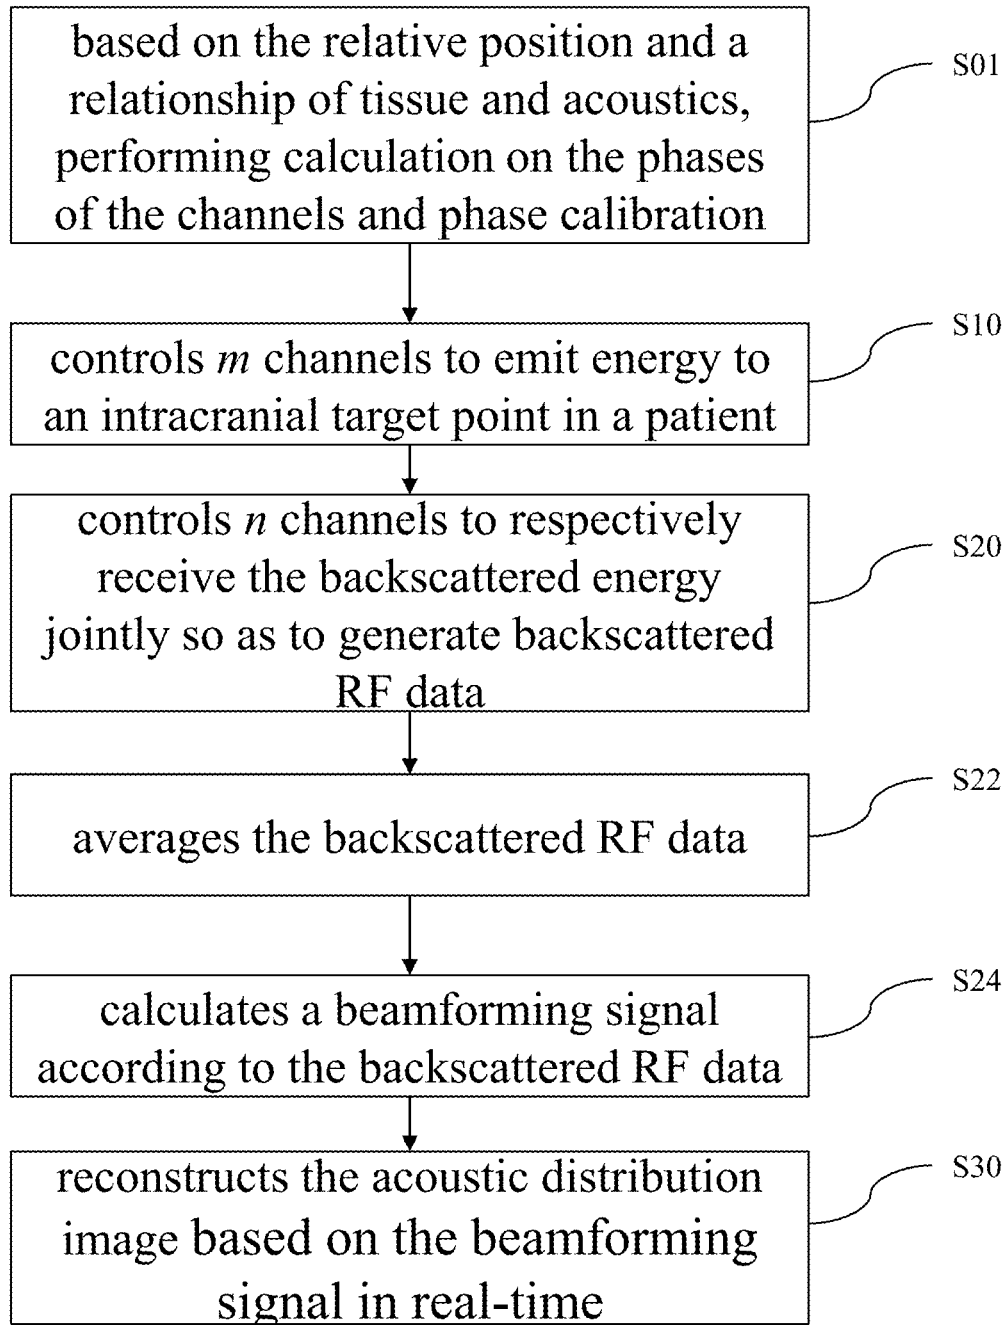 based on the relative position and a
relationship of tissue and acoustics,
performing calculation on the phases
of the channels and phase calibration
S01
controls m channels to emit energy to
an intracranial target point in a patient
S10
controls n channels to respectively
receive the backscattered energy
jointly so as to generate backscattered
RF data
S20
averages the backscattered RF data
S22
calculates a beamforming signal
according to the backscattered RF data
S24
reconstructs the acoustic distribution
image based on the beamforming
signal in real-time
S30